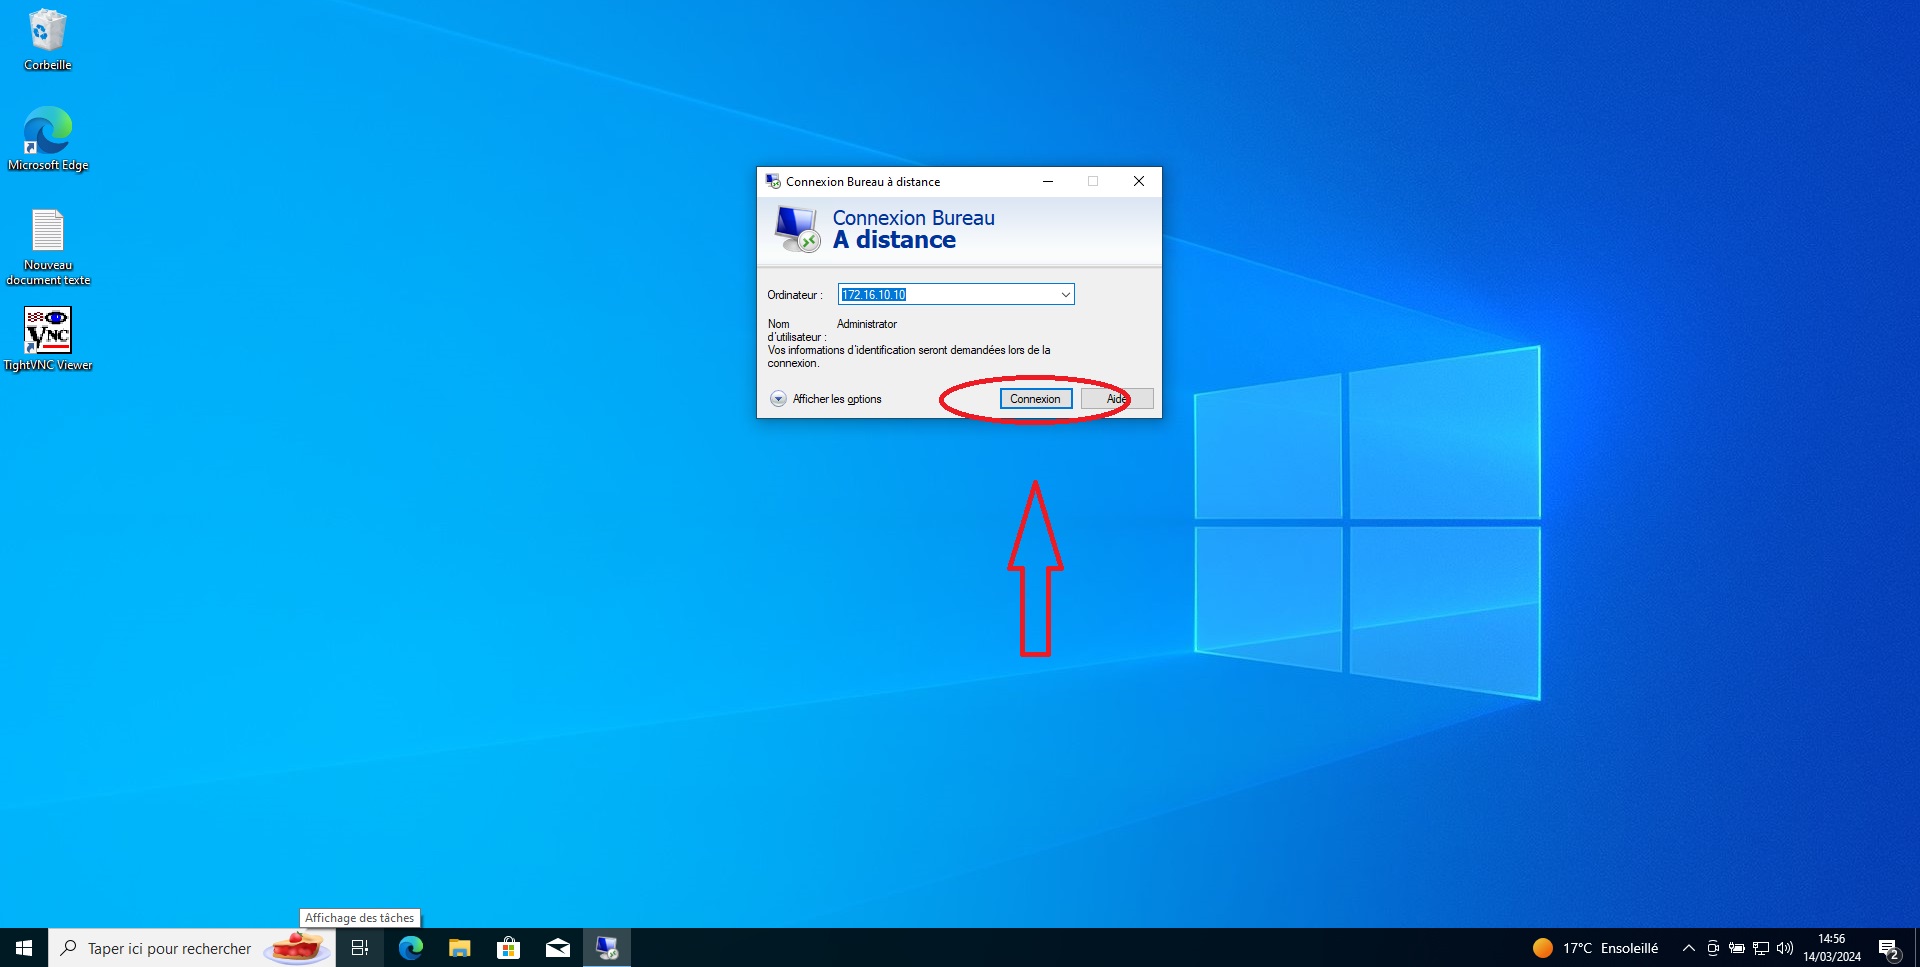 Corbeille
Microsoft Edge
Nouveau
document texte
VNC
TightVNC Viewer
Connexion Bureau à distance
Connexion Bureau
A distance
Ordinateur :
172.16.10.10
Nom
d'utilisateur :
Administrator
Vos informations d'identification seront demandées lors de la
connexion.
Afficher les options
Connexion
Aide
Affichage des tâches
Taper ici pour rechercher
17°C Ensoleillé
14:56
14/03/2024
2